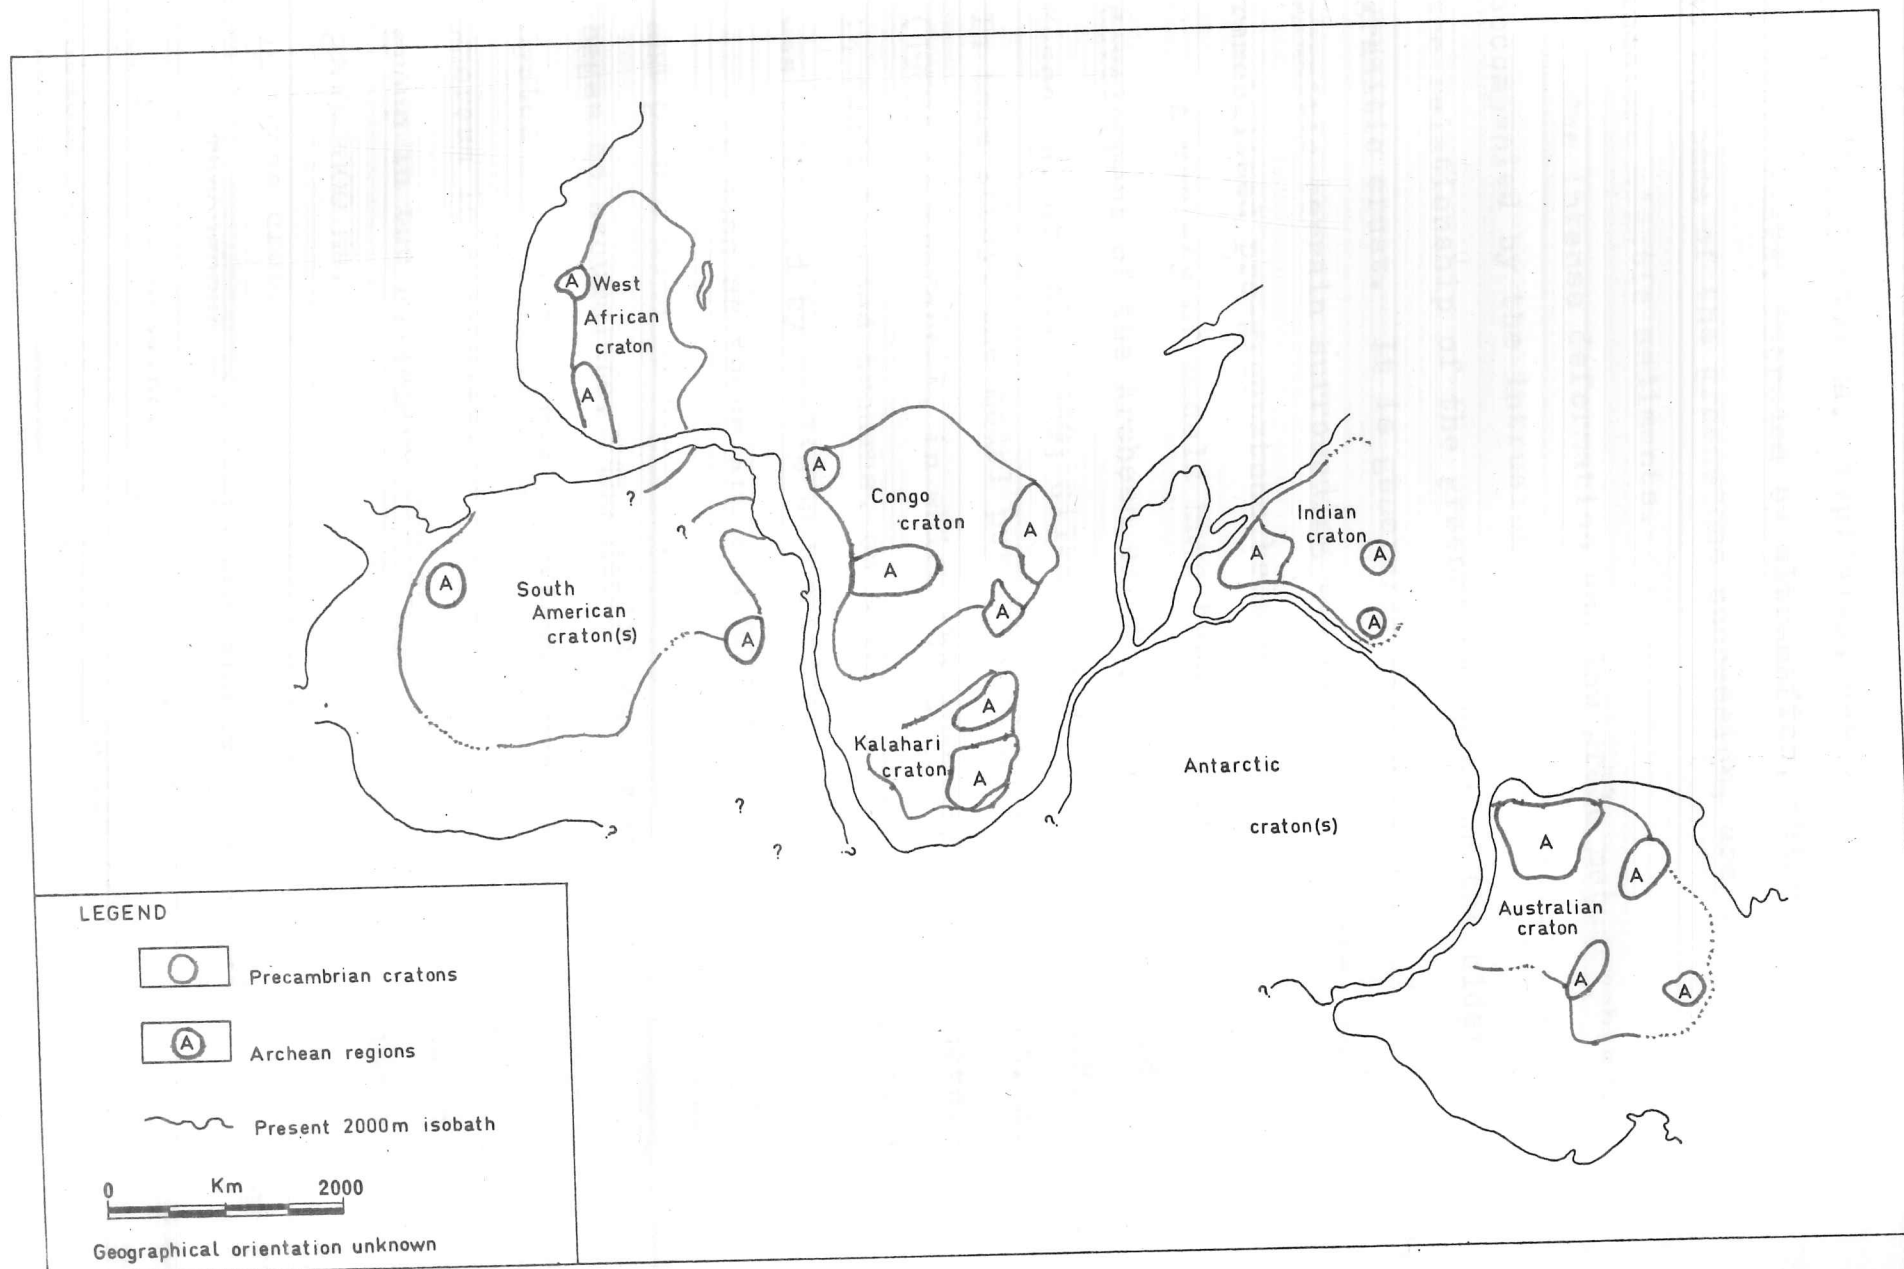 A
West
African
craton
A
A
Congo
craton
A
A
A
?
?
A
South
American
craton(s)
A
Indian
craton
A
A
A
A
Kalahari
craton
A
Antarctic
craton(s)
?
?
?
?
?
A
A
Australian
craton
A
A
?
LEGEND
Precambrian cratons
A
Archean regions
Present 2000m isobath
0 Km 2000
Geographical orientation unknown